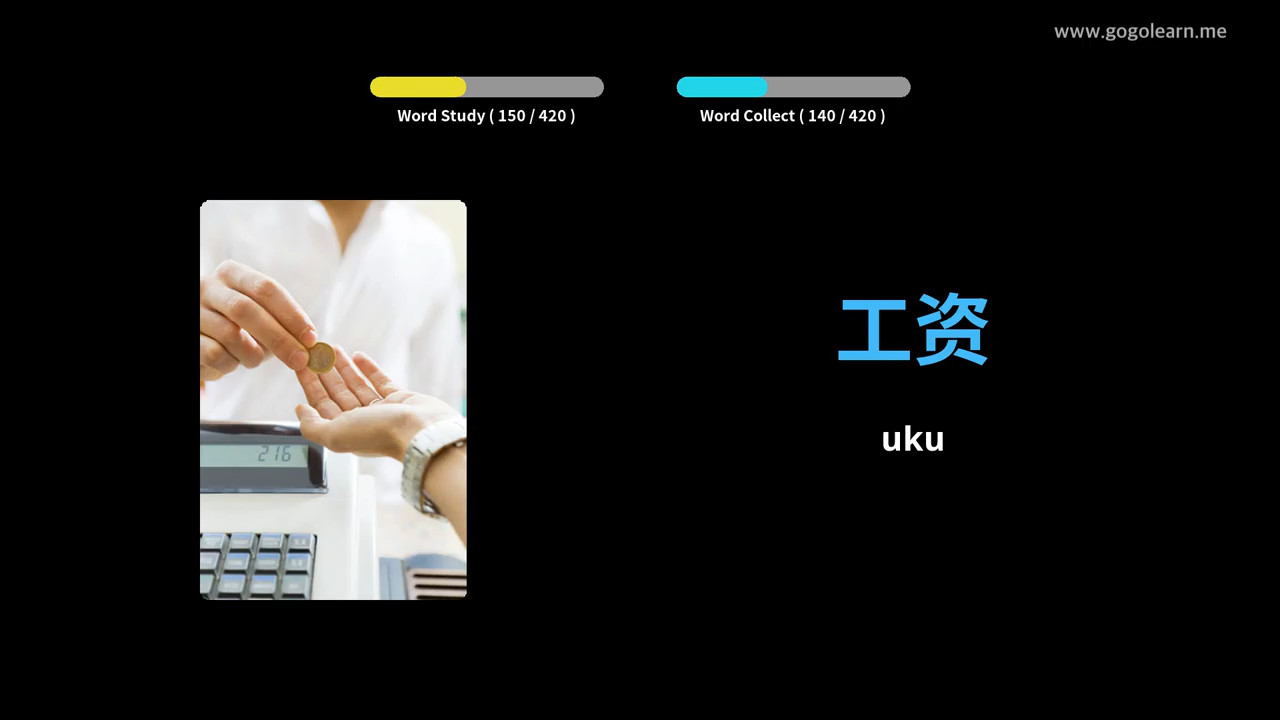 www.gogolearn.me
Word Study ( 150 / 420 )
Word Collect ( 140 / 420 )
216
工资
uku